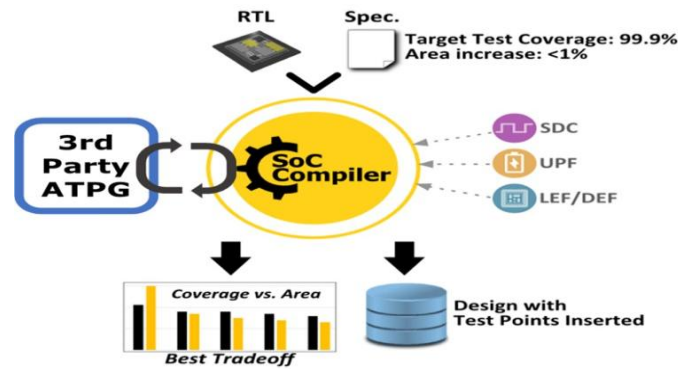 RTL
Spec.
Target Test Coverage: 99.9%
Area increase: <1%
3rd
Party
ATPG
SoC
Compiler
SDC
UPF
LEF/DEF
Coverage vs. Area
Best Tradeoff
Design with
Test Points Inserted